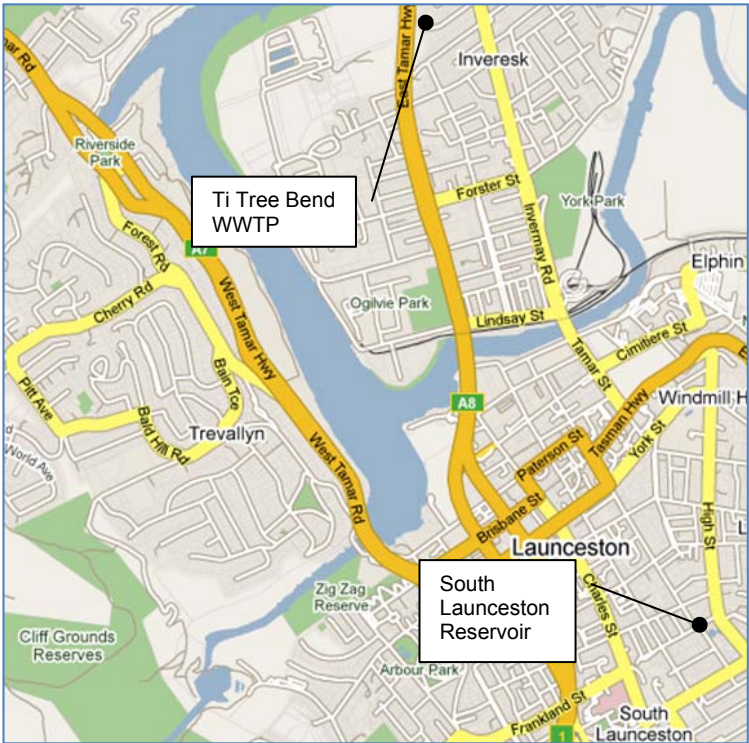 mar Rd
East Tamar Hwy
Inveresk
Riverside
Park
Ti Tree Bend
WWTP
Forster St
York Park
Invermay Rd
Forest Rd
A7
Elphin
Cherry Rd
West Tamar Hwy
Ogilvie Park
Lindsay St
Cimitiere St
Tamar St
Bain Tce
Pitt Ave
Bald Hill Rd
A8
Windmill H
Trevallyn
Tasman Hwy
York St
World Ave
Paterson St
West Tamar Rd
Brisbane St
High St
Launceston
South
Launceston
Reservoir
Charles St
Zig Zag
Reserve
Cliff Grounds
Reserves
Arbour Park
Frankland St
South
Launceston
1